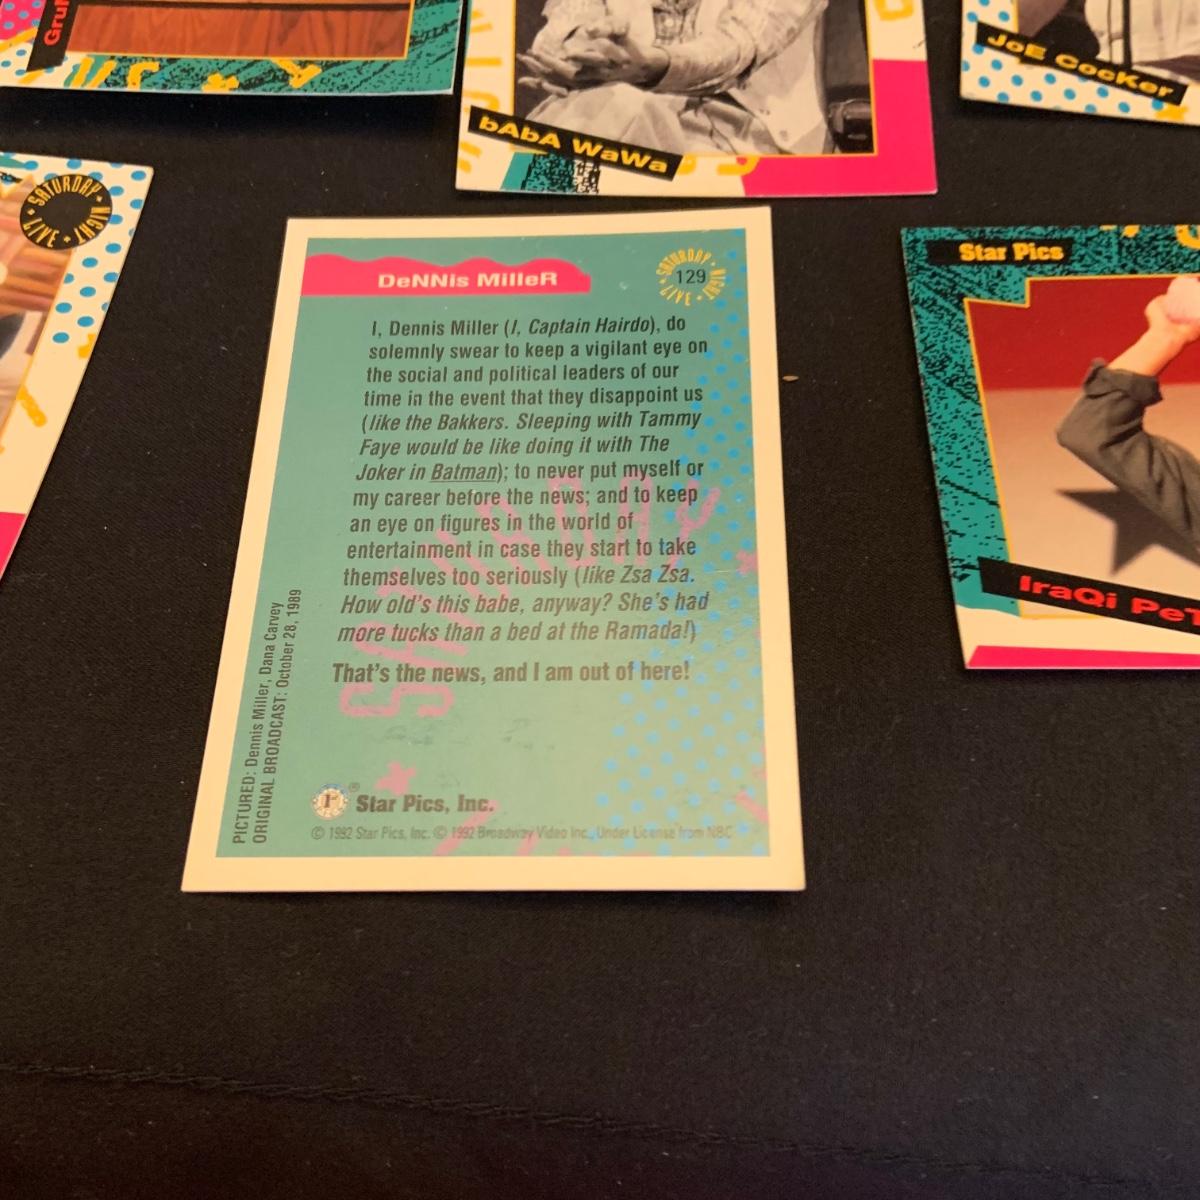 Gru
bAbA WaWa
JoE CocKer
SATURDAY NIGHT LIVE
DeNNis MilleR
SATURDAY NIGHT LIVE
129
I, Dennis Miller (I, Captain Hairdo), do
solemnly swear to keep a vigilant eye on
the social and political leaders of our
time in the event that they disappoint us
(like the Bakkers. Sleeping with Tammy
Faye would be like doing it with The
Joker in Batman); to never put myself or
my career before the news; and to keep
an eye on figures in the world of
entertainment in case they start to take
themselves too seriously (like Zsa Zsa.
How old's this babe, anyway? She's had
more tucks than a bed at the Ramada!)
That's the news, and I am out of here!
SATURDAY
PICTURED: Dennis Miller, Dana Carvey
ORIGINAL BROADCAST: October 28, 1989
Star Pics, Inc.
© 1992 Star Pics, Inc. © 1992 Broadway Video Inc., Under License from NBC
Star Pics
IraQi PeT